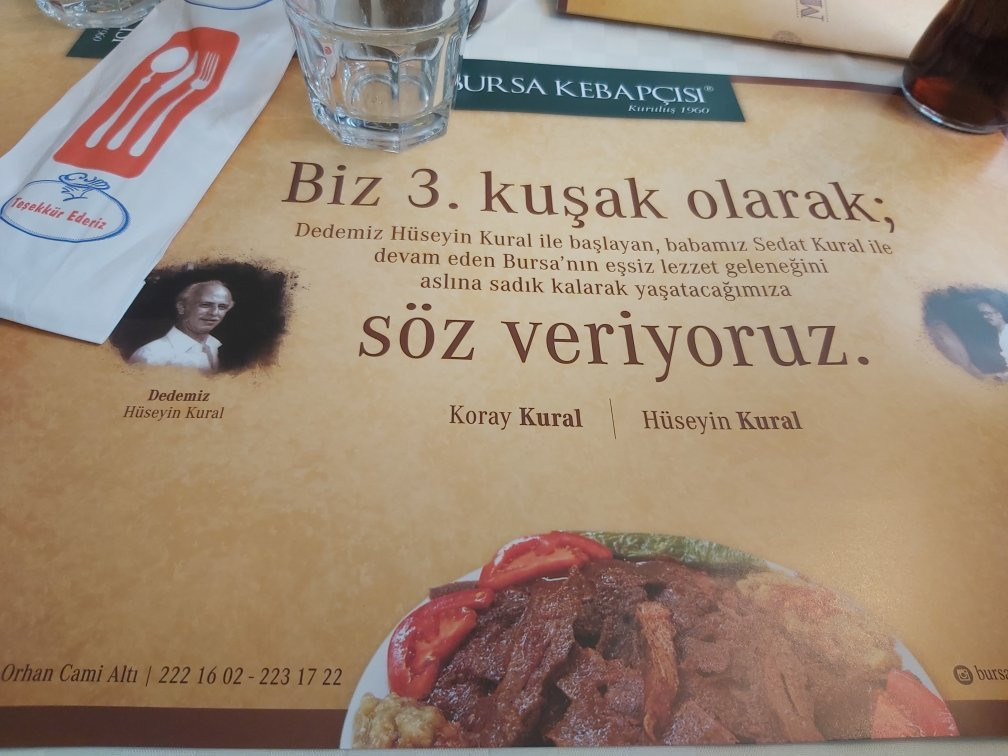 BURSA KEBAPÇISI®
Kuruluş 1960
Teşekkür Ederiz
Biz 3. kuşak olarak;
Dedemiz Hüseyin Kural ile başlayan, babamız Sedat Kural ile
devam eden Bursa'nın eşsiz lezzet geleneğini
aslına sadık kalarak yaşatacağımıza
söz veriyoruz.
Dedemiz
Hüseyin Kural
Koray Kural | Hüseyin Kural
Orhan Cami Altı | 222 16 02 - 223 17 22